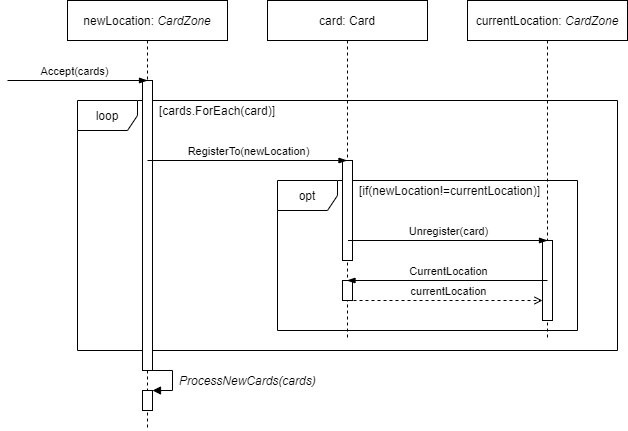 newLocation: CardZone
card: Card
currentLocation: CardZone
Accept(cards)
loop
[cards.ForEach(card)]
RegisterTo(newLocation)
opt
[if(newLocation!=currentLocation)]
Unregister(card)
CurrentLocation
currentLocation
ProcessNewCards(cards)